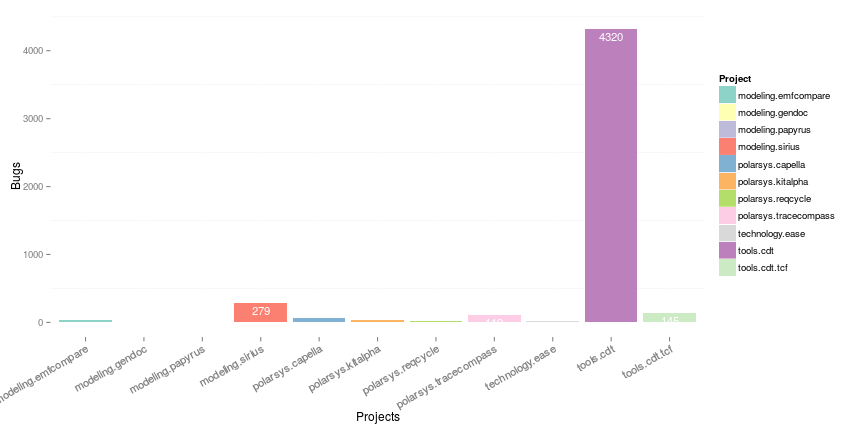 4000
3000
2000
1000
0
Bugs
279
4320
145
modeling.emfcompare
modeling.gendoc
modeling.papyrus
modeling.sirius
polarsys.capella
polarsys.kitalpha
polarsys.reqcycle
polarsys.tracecompass
technology.ease
tools.cdt
tools.cdt.tcf
Projects
Project
modeling.emfcompare
modeling.gendoc
modeling.papyrus
modeling.sirius
polarsys.capella
polarsys.kitalpha
polarsys.reqcycle
polarsys.tracecompass
technology.ease
tools.cdt
tools.cdt.tcf